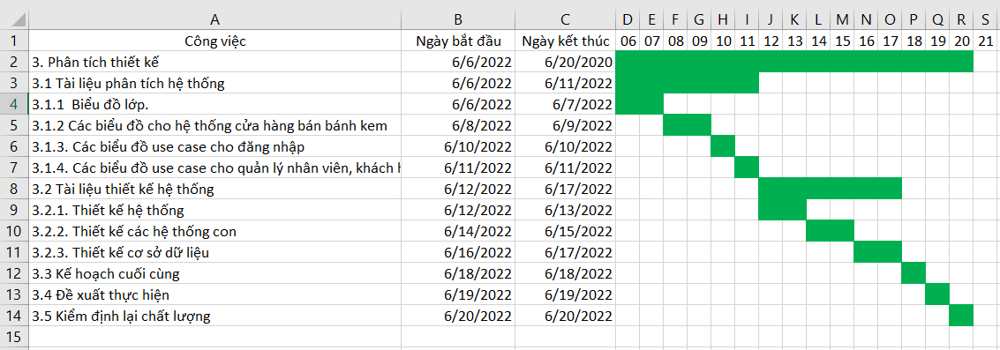 A B C D E F G H I J K L M N O P Q R S
1 Công việc Ngày bắt đầu Ngày kết thúc 06 07 08 09 10 11 12 13 14 15 16 17 18 19 20 21
2 3. Phân tích thiết kế 6/6/2022 6/20/2020
3 3.1 Tài liệu phân tích hệ thống 6/6/2022 6/11/2022
4 3.1.1 Biểu đồ lớp. 6/6/2022 6/7/2022
5 3.1.2 Các biểu đồ cho hệ thống cửa hàng bán bánh kem 6/8/2022 6/9/2022
6 3.1.3. Các biểu đồ use case cho đăng nhập 6/10/2022 6/10/2022
7 3.1.4. Các biểu đồ use case cho quản lý nhân viên, khách 6/11/2022 6/11/2022
8 3.2 Tài liệu thiết kế hệ thống 6/12/2022 6/17/2022
9 3.2.1. Thiết kế hệ thống 6/12/2022 6/13/2022
10 3.2.2. Thiết kế các hệ thống con 6/14/2022 6/15/2022
11 3.2.3. Thiết kế cơ sở dữ liệu 6/16/2022 6/17/2022
12 3.3 Kế hoạch cuối cùng 6/18/2022 6/18/2022
13 3.4 Đề xuất thực hiện 6/19/2022 6/19/2022
14 3.5 Kiểm định lại chất lượng 6/20/2022 6/20/2022
15